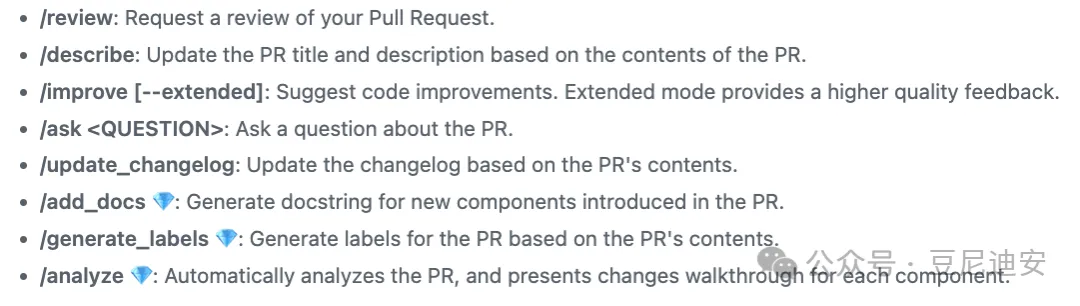 • /review: Request a review of your Pull Request.
• /describe: Update the PR title and description based on the contents of the PR.
• /improve [--extended]: Suggest code improvements. Extended mode provides a higher quality feedback.
• /ask <QUESTION>: Ask a question about the PR.
• /update_changelog: Update the changelog based on the PR's contents.
• /add_docs 💎: Generate docstring for new components introduced in the PR.
• /generate_labels 💎: Generate labels for the PR based on the PR's contents.
• /analyze 💎: Automatically analyzes the PR, and presents changes walkthrough for each component.
公众号 · 豆尼迪安